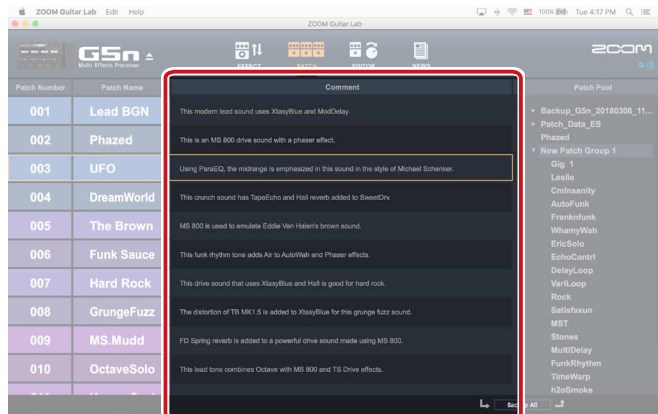 ZOOM Guitar Lab Edit Help 100% Tue 4:17 PM
ZOOM Guitar Lab
G5n
Multi-Effects Processor
EFFECT PATCH EDITOR NEWS
ZOOM
Patch Number Patch Name Comment Patch Pool
001 Lead BGN This modern lead sound uses XtasyBlue and ModDelay.
002 Phazed This is an MS 800 drive sound with a phaser effect.
003 UFO Using ParaEQ, the midrange is emphasized in this sound in the style of Michael Schenker.
004 DreamWorld This crunch sound has TapeEcho and Hall reverb added to SweetDrv.
005 The Brown MS 800 is used to emulate Eddie Van Halen's brown sound.
006 Funk Sauce This funk rhythm tone adds Air to AutoWah and Phaser effects.
007 Hard Rock This drive sound that uses XtasyBlue and Hall is good for hard rock.
008 GrungeFuzz The distortion of TB MK1.5 is added to XtasyBlue for this grunge fuzz sound.
009 MS.Mudd FD Spring reverb is added to a powerful drive sound made using MS 800.
010 OctaveSolo This lead tone combines Octave with MS 800 and TS Drive effects.
Backup All
Backup_G5n_20180306_11...
Patch_Data_ES
Phazed
New Patch Group 1
Gig 1
Leslie
CmInsanity
AutoFunk
Franknfunk
WhamyWah
EricSolo
EchoContrl
DelayLoop
VariLoop
Rock
Satisfaxun
MST
Stones
MultiDelay
FunkRhythm
TimeWarp
h2oSmoke